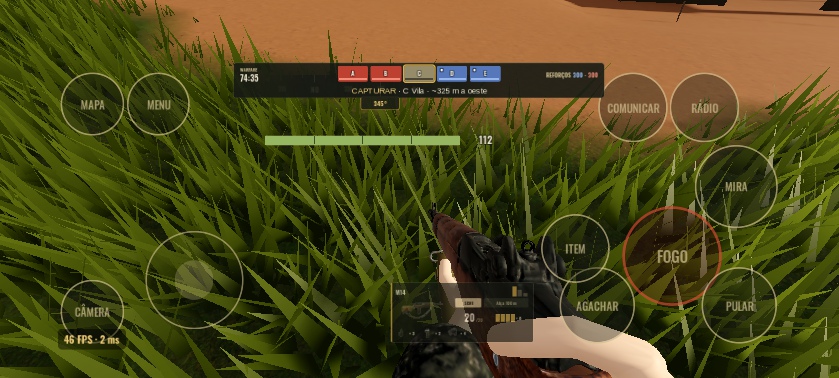 WARFARE
74:35
A B C D E
REFORÇOS 300 - 300
CAPTURAR · C Vila · ~325 m a oeste
345°
MAPA
MENU
COMUNICAR
RÁDIO
112
MIRA
ITEM
FOGO
M14
20
AGACHAR
PULAR
CÂMERA
46 FPS · 2 ms